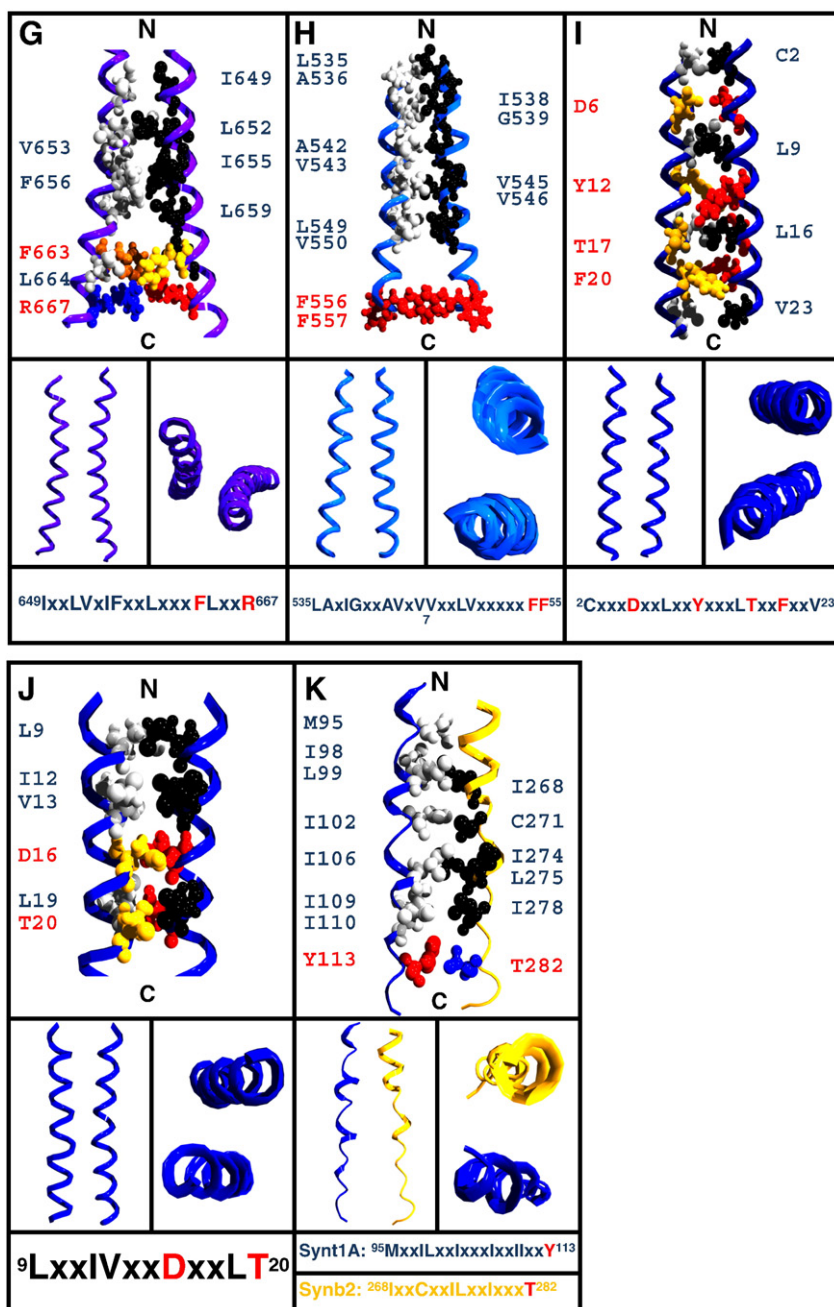 G
N
I649
L652
V653
I655
F656
L659
F663
L664
R667
C
⁶⁴⁹IxxLVxIFxxLxxxFLxxR⁶⁶⁷
H
N
L535
A536
I538
G539
A542
V543
V545
V546
L549
V550
F556
F557
C
⁵³⁵LAxIGxxAVxVVxxLVxxxxxFF⁵⁵
7
I
N
C2
D6
L9
Y12
L16
T17
F20
V23
C
²CxxxDxxLxxYxxxLTxxFxxV²³
J
N
L9
I12
V13
D16
L19
T20
C
⁹LxxIVxxDxxLT²⁰
K
N
M95
I98
L99
I268
I102
C271
I106
I274
L275
I109
I278
I110
Y113
T282
C
Synt1A: ⁹⁵MxxILxxIxxxIxxIIxxY¹¹³
Synb2: ²⁶⁸IxxCxxILxxIxxxT²⁸²